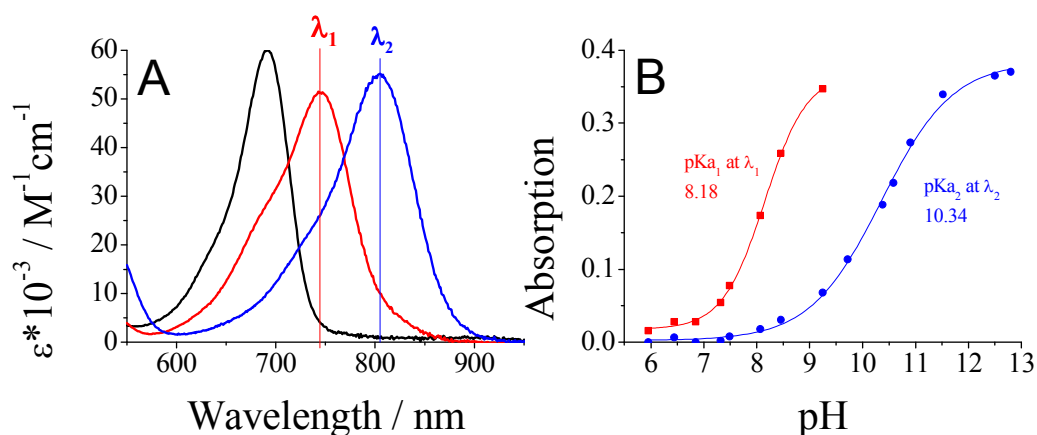 A
λ₁
λ₂
60
50
40
30
20
10
0
600
700
800
900
Wavelength / nm
ε*10⁻³ / M⁻¹cm⁻¹
B
0.4
0.3
0.2
0.1
0.0
pKa₁ at λ₁
8.18
pKa₂ at λ₂
10.34
6
7
8
9
10
11
12
13
pH
Absorption